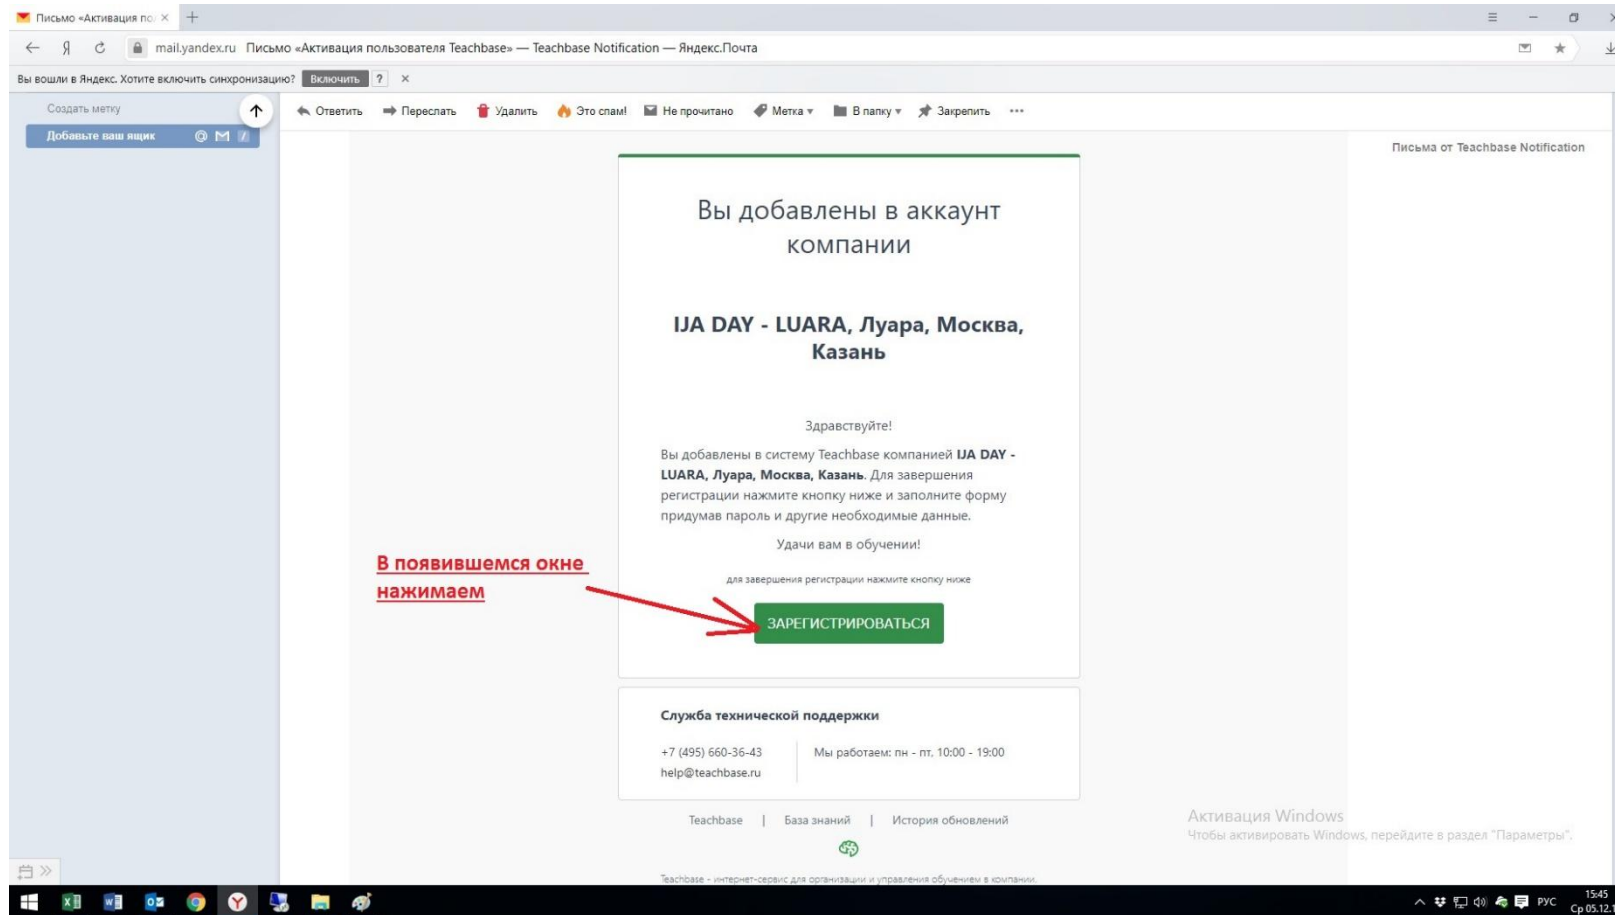 Письмо «Активация по
mail.yandex.ru Письмо «Активация пользователя Teachbase» — Teachbase Notification — Яндекс.Почта
Вы вошли в Яндекс. Хотите включить синхронизацию? Включить ?
Создать метку
Ответить Переслать Удалить Это спам! Не прочитано Метка В папку Закрепить ...
Добавьте ваш ящик
Письма от Teachbase Notification
Вы добавлены в аккаунт
компании
IJA DAY - LUARA, Луара, Москва,
Казань
Здравствуйте!
Вы добавлены в систему Teachbase компанией IJA DAY -
LUARA, Луара, Москва, Казань. Для завершения
регистрации нажмите кнопку ниже и заполните форму
придумав пароль и другие необходимые данные.
Удачи вам в обучении!
В появившемся окне
нажимаем
для завершения регистрации нажмите кнопку ниже
ЗАРЕГИСТРИРОВАТЬСЯ
Служба технической поддержки
+7 (495) 660-36-43
Мы работаем: пн - пт, 10:00 - 19:00
help@teachbase.ru
Teachbase | База знаний | История обновлений
Активация Windows
Чтобы активировать Windows, перейдите в раздел "Параметры".
Teachbase - интернет-сервис для организации и управления обучением в компании.
РУС
15:45
Ср 05.12.1